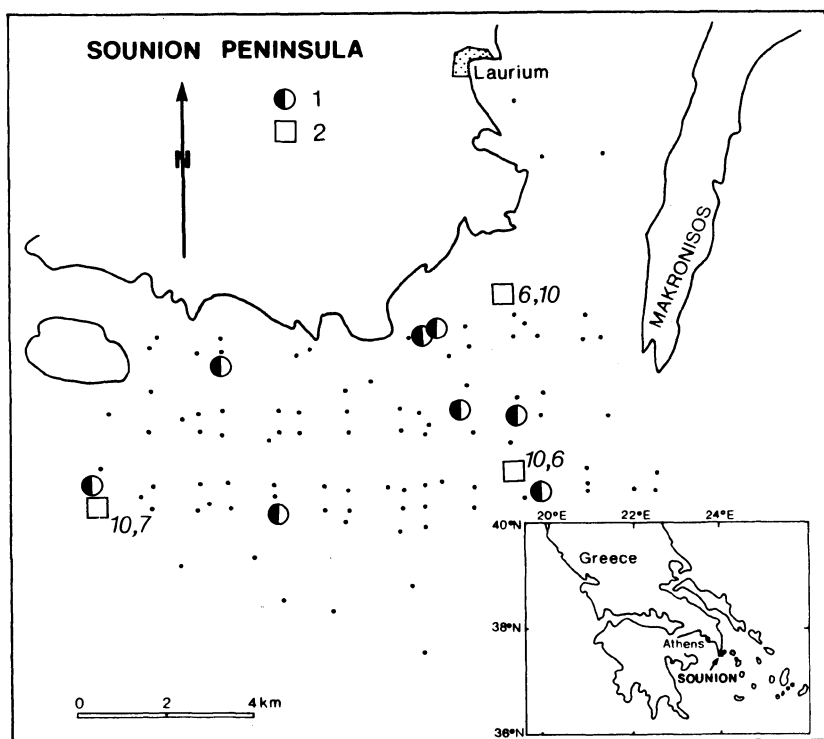 SOUNION PENINSULA
Laurium
1
2
N
MAKRONISOS
6,10
10,6
10,7
0 2 4 km
20°E 22°E 24°E
40°N
Greece
38°N
Athens
SOUNION
36°N